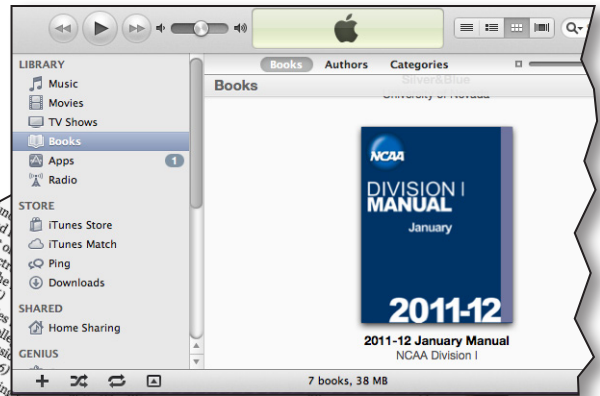 LIBRARY
Music
Movies
TV Shows
Books
Apps 1
Radio
STORE
iTunes Store
iTunes Match
Ping
Downloads
SHARED
Home Sharing
GENIUS
Books Authors Categories
Books
Silver&Blue
University of Nevada
NCAA
DIVISION I
MANUAL
January
2011-12
2011-12 January Manual
NCAA Division I
7 books, 38 MB